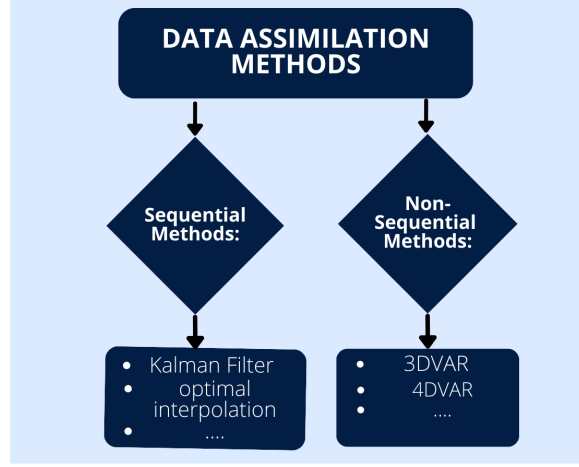 DATA ASSIMILATION
METHODS
Sequential
Methods:
Non-
Sequential
Methods:
• Kalman Filter
• optimal
interpolation
• ....
• 3DVAR
• 4DVAR
• ....